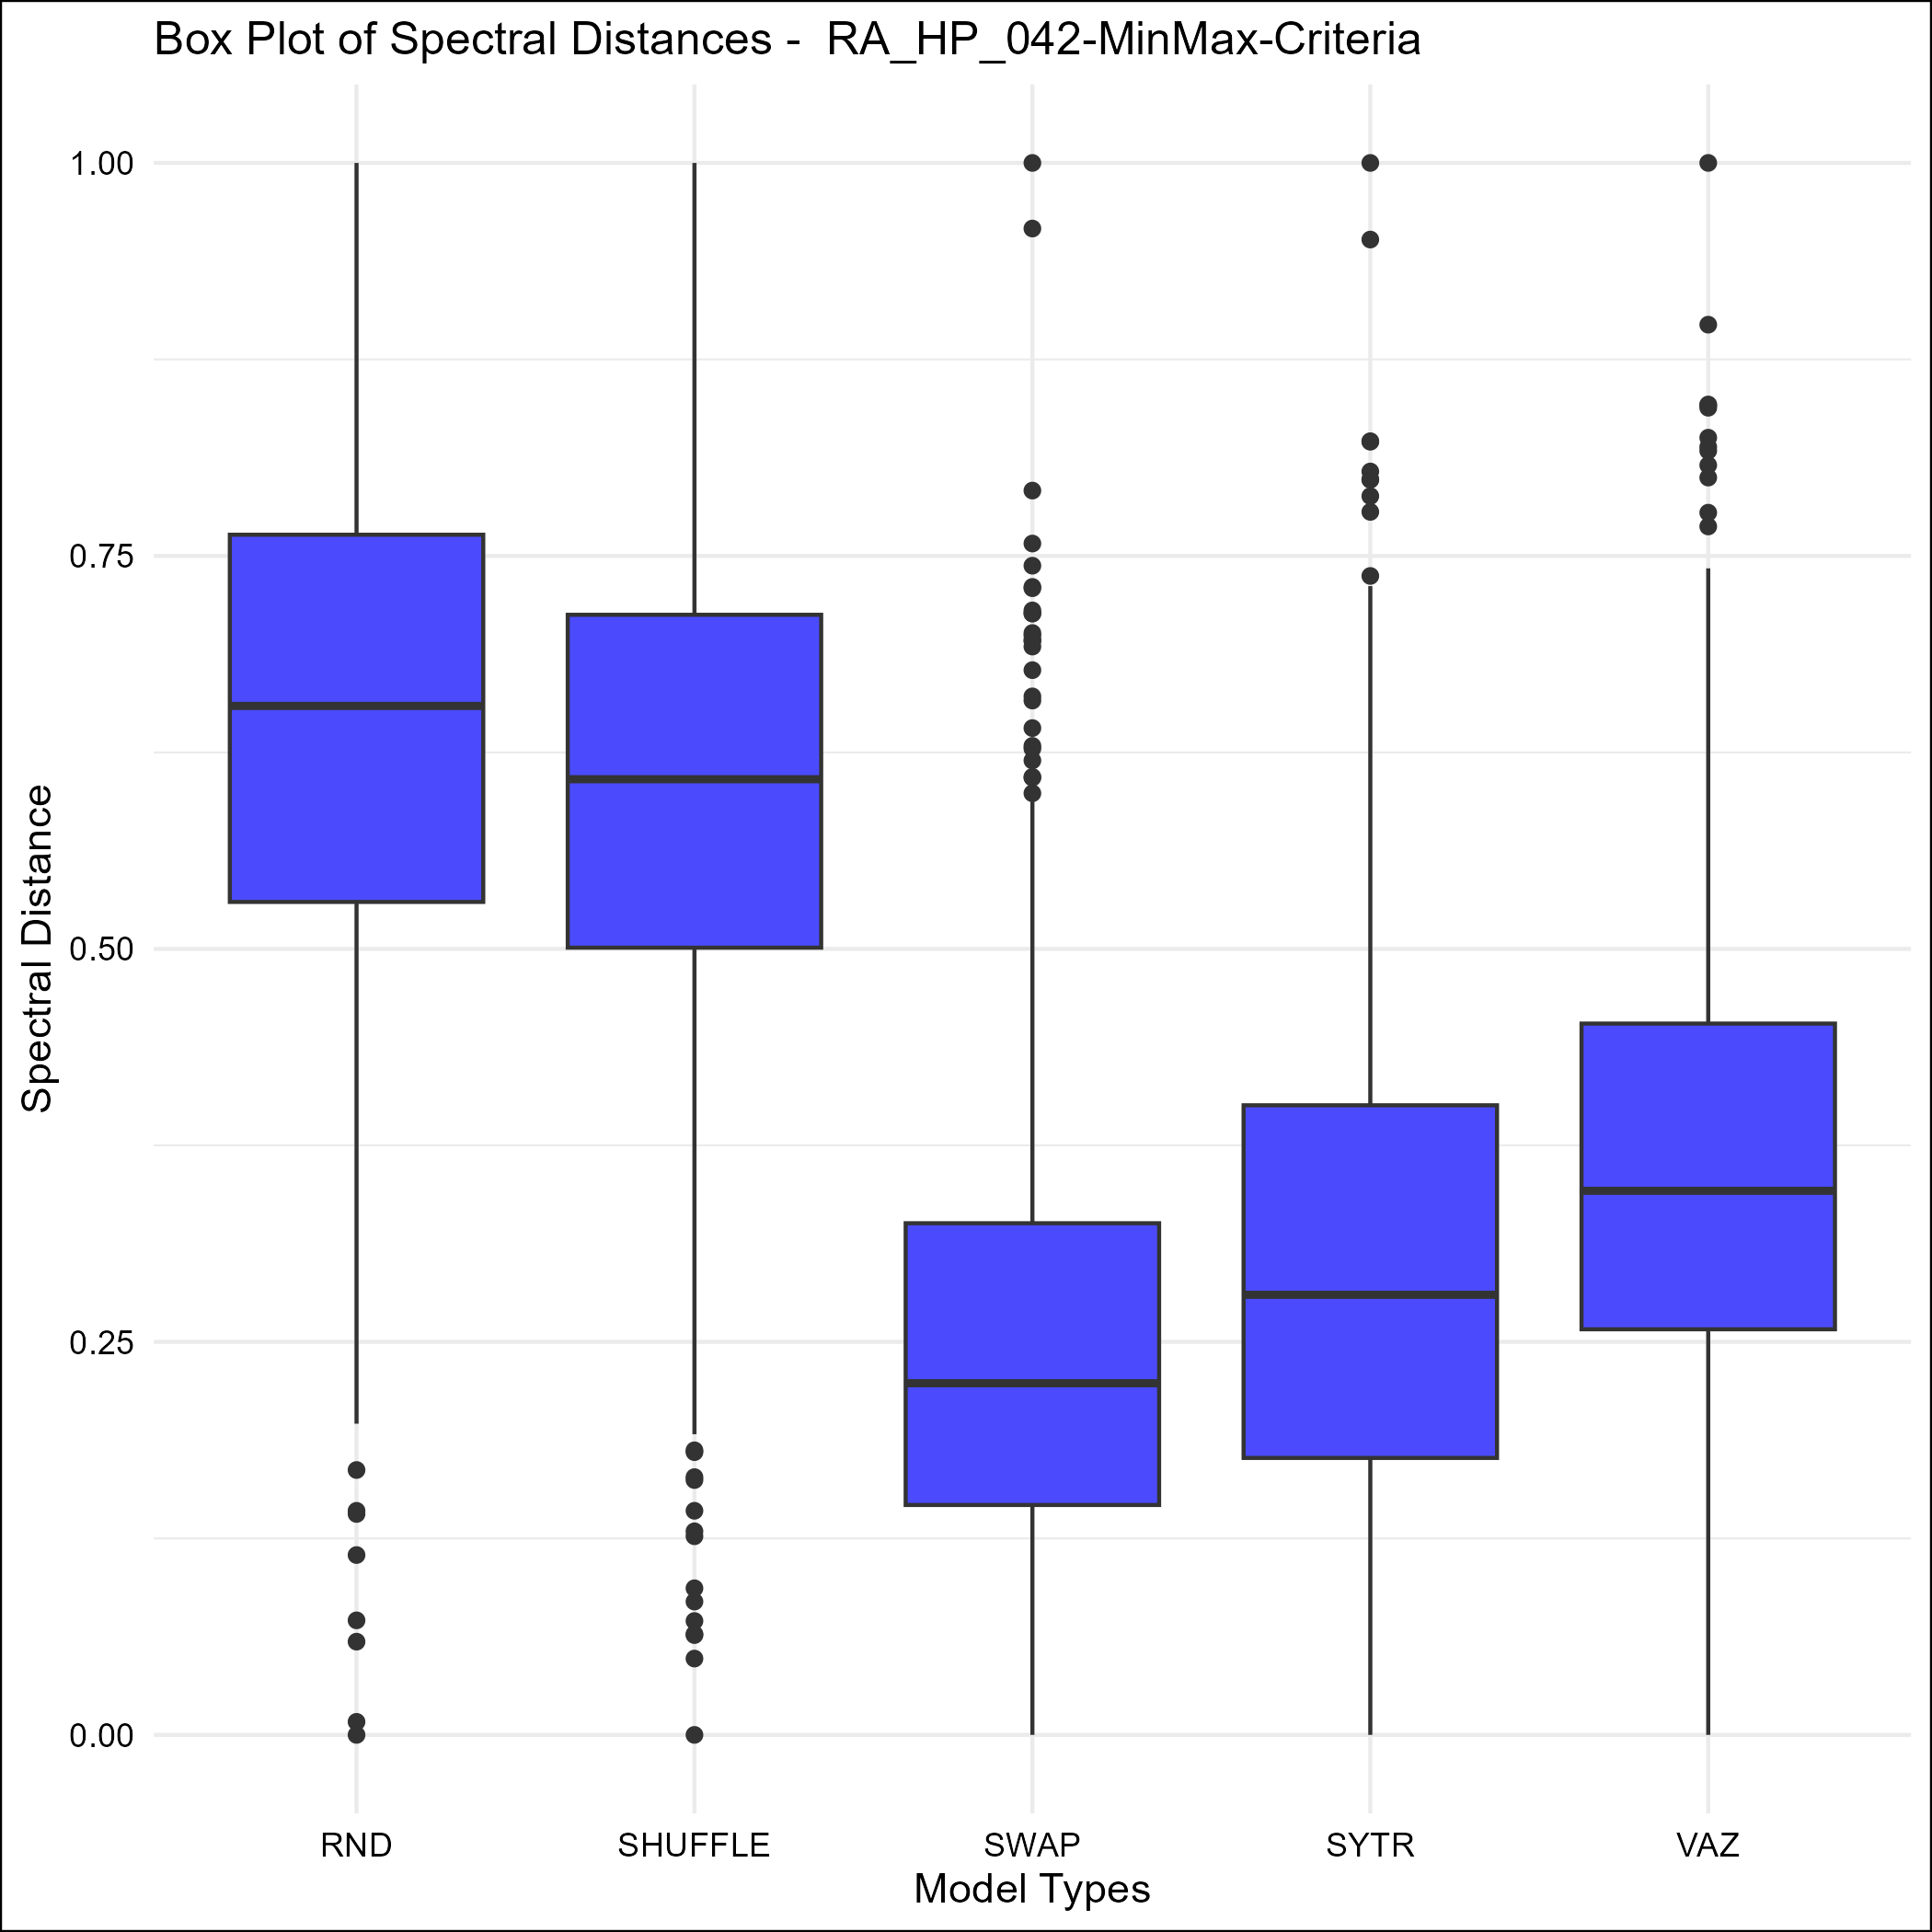 Box Plot of Spectral Distances -  RA_HP_042-MinMax-Criteria
1.00
0.75
0.50
0.25
0.00
Spectral Distance
RND SHUFFLE SWAP SYTR VAZ
Model Types